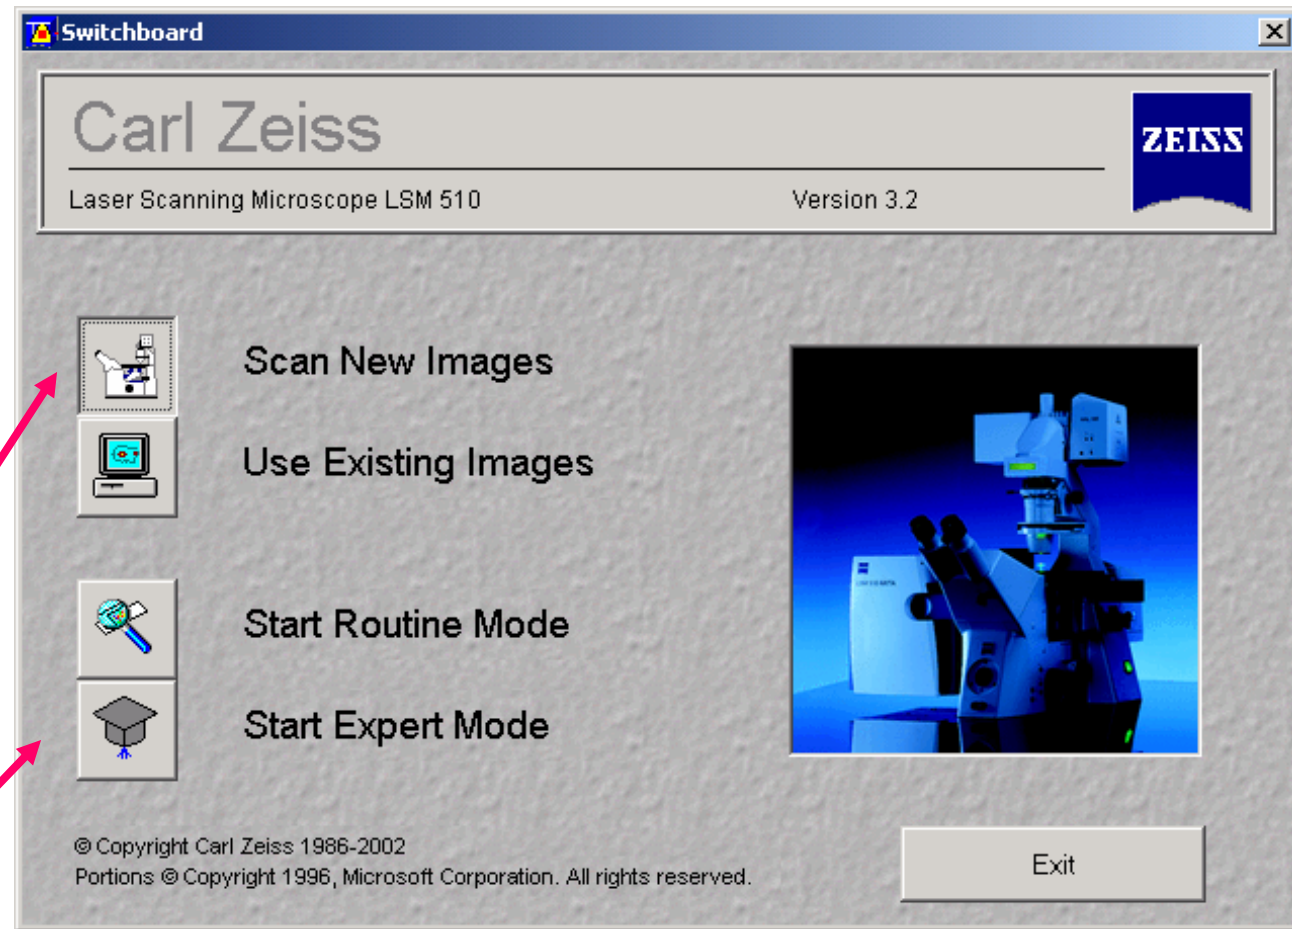 Switchboard
Carl Zeiss
ZEISS
Laser Scanning Microscope LSM 510 Version 3.2
Scan New Images
Use Existing Images
Start Routine Mode
Start Expert Mode
© Copyright Carl Zeiss 1986-2002
Portions © Copyright 1996, Microsoft Corporation. All rights reserved.
Exit